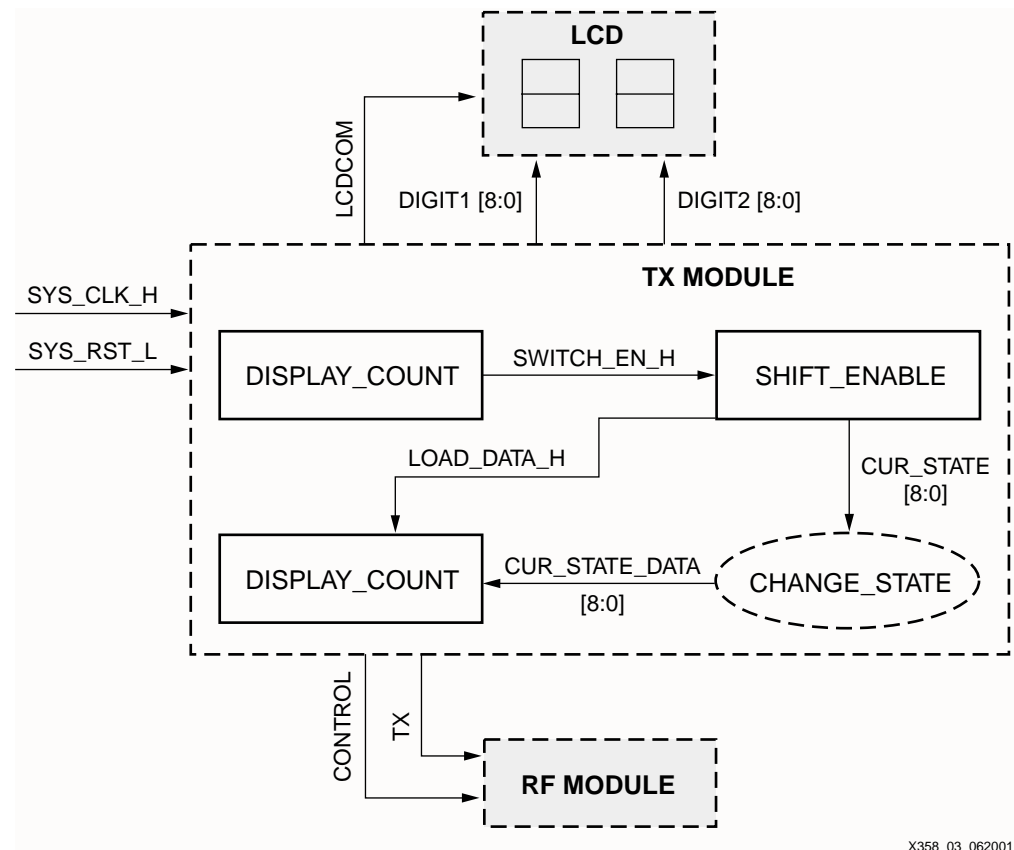 LCD
LCDCOM
DIGIT1 [8:0]
DIGIT2 [8:0]
TX MODULE
SYS_CLK_H
SYS_RST_L
DISPLAY_COUNT
SWITCH_EN_H
SHIFT_ENABLE
LOAD_DATA_H
CUR_STATE
[8:0]
DISPLAY_COUNT
CUR_STATE_DATA
[8:0]
CHANGE_STATE
CONTROL
TX
RF MODULE
X358_03_062001